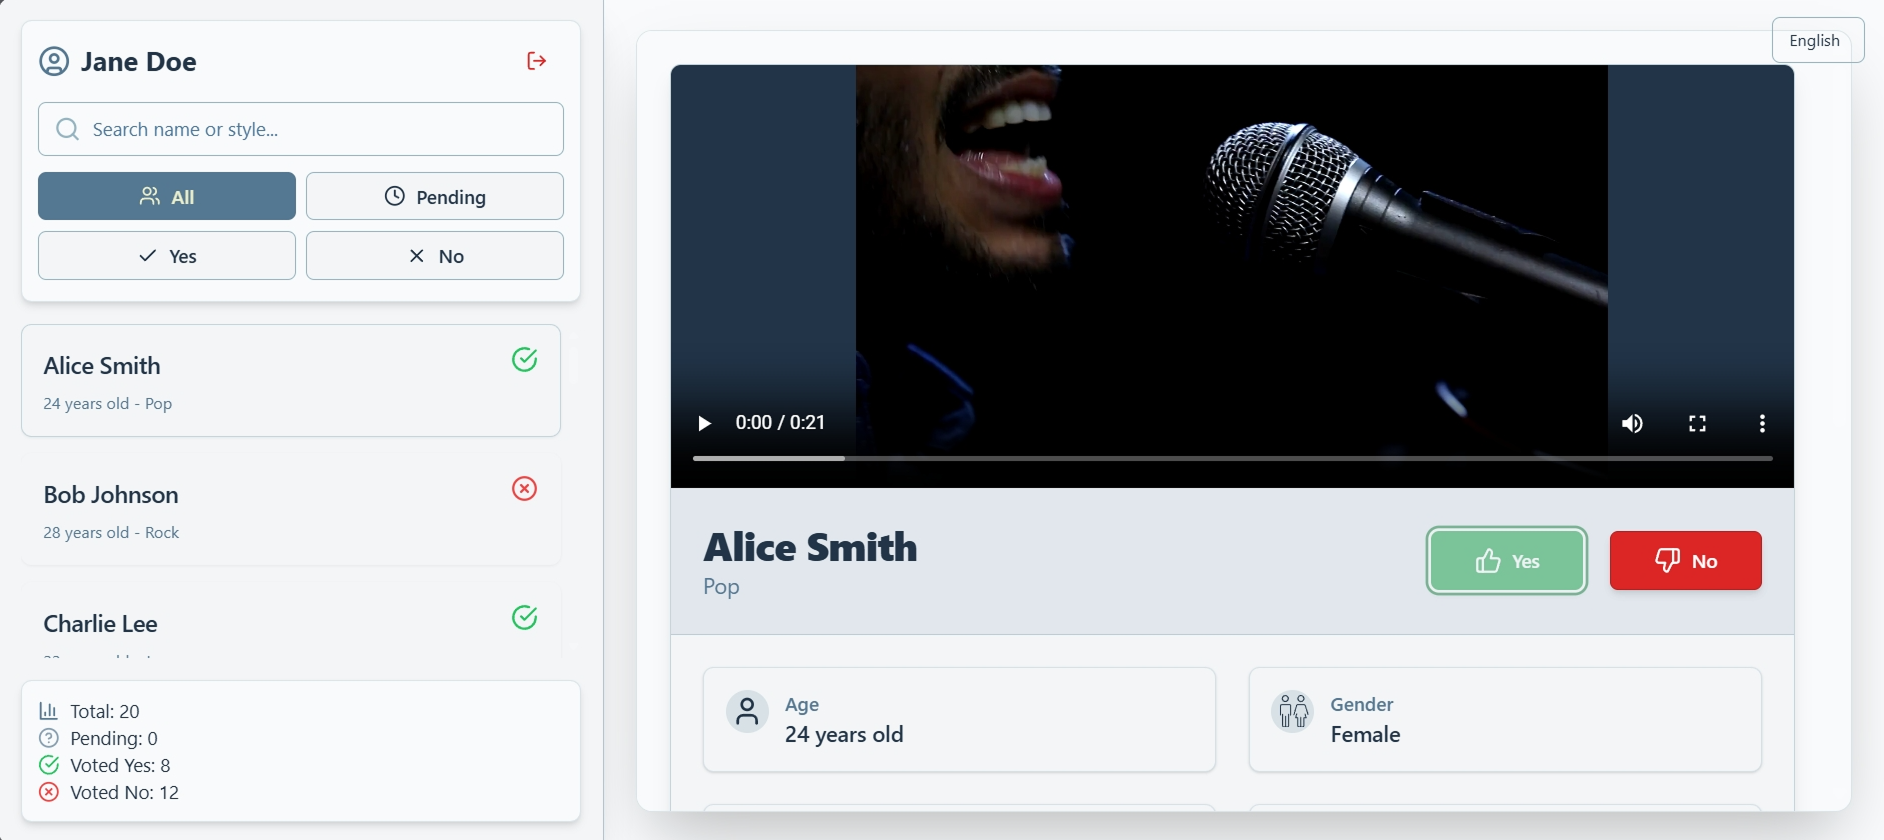 Jane Doe
Search name or style...
All
Pending
Yes
No
Alice Smith
24 years old - Pop
Bob Johnson
28 years old - Rock
Charlie Lee
Total: 20
Pending: 0
Voted Yes: 8
Voted No: 12
English
0:00 / 0:21
Alice Smith
Pop
Yes
No
Age
24 years old
Gender
Female